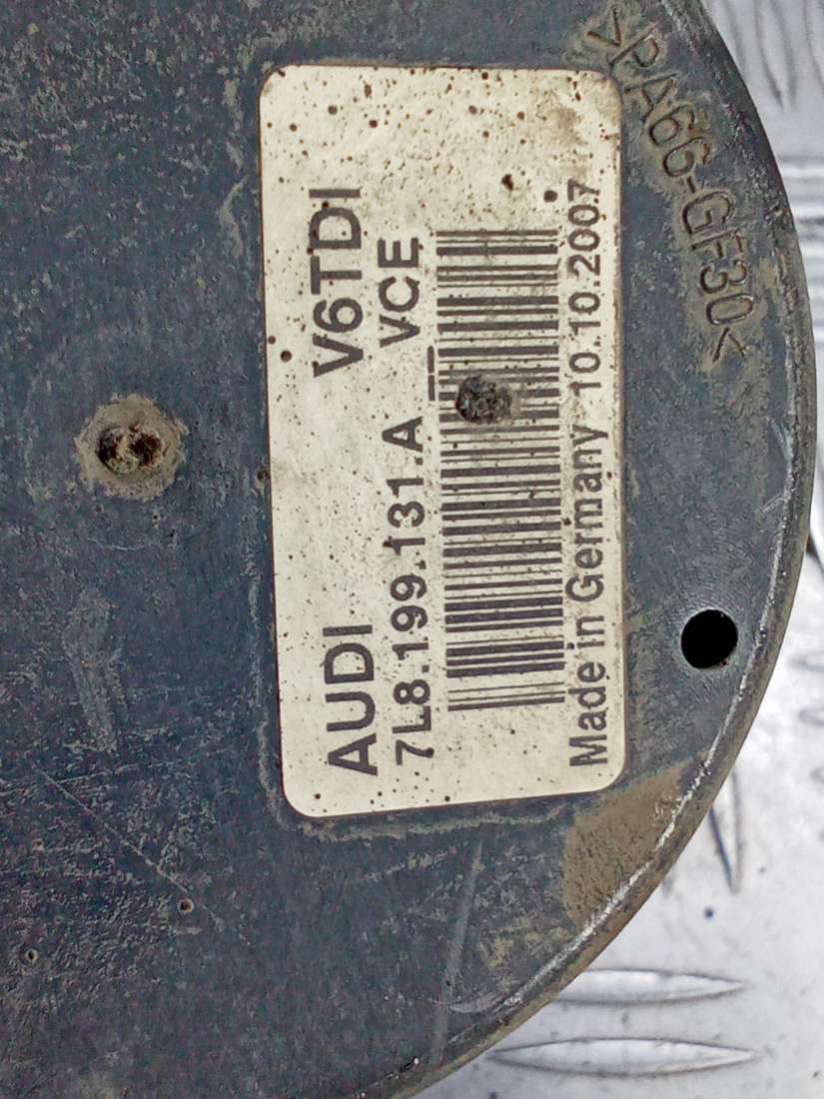 AUDI V6TDI
7L8.199.131.A VCE
Made in Germany 10.10.2007
>PA66-GF30<